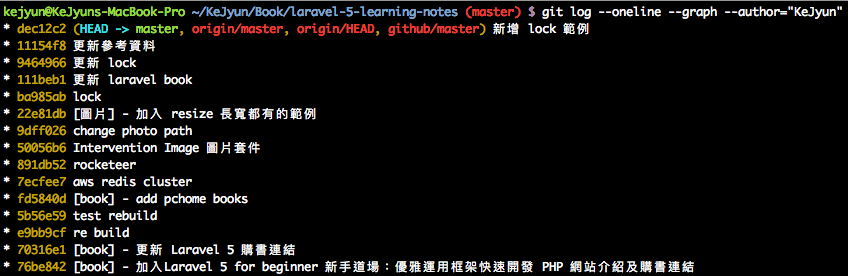 kejyun@KeJyuns-MacBook-Pro ~/KeJyun/Book/laravel-5-learning-notes (master) $ git log --oneline --graph --author="KeJyun"
* dec12c2 (HEAD -> master, origin/master, origin/HEAD, github/master) 新增 lock 範例
* 11154f8 更新參考資料
* 9464966 更新 lock
* 111beb1 更新 laravel book
* ba985ab lock
* 22e81db [圖片] - 加入 resize 長寬都有的範例
* 9dff026 change photo path
* 50056b6 Intervention Image 圖片套件
* 891db52 rocketeer
* 7ecfee7 aws redis cluster
* fd5840d [book] - add pchome books
* 5b56e59 test rebuild
* e9bb9cf re build
* 70316e1 [book] - 更新 Laravel 5 購書連結
* 76be842 [book] - 加入Laravel 5 for beginner 新手道場：優雅運用框架快速開發 PHP 網站介紹及購書連結